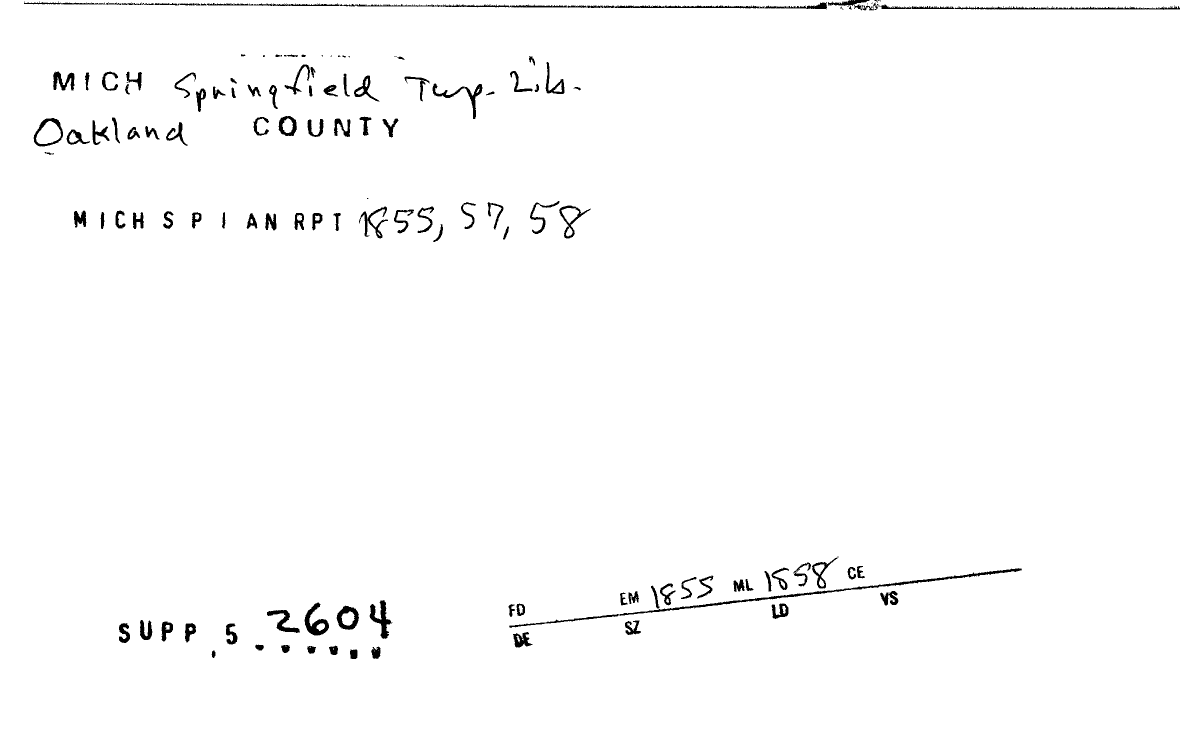 MICH Springfield Twp. Lib.
Oakland COUNTY
MICH S P I AN RPT 1855, 57, 58
FD EM 1855 ML 1858 CE
DE SZ LD VS
SUPP. 5 2604